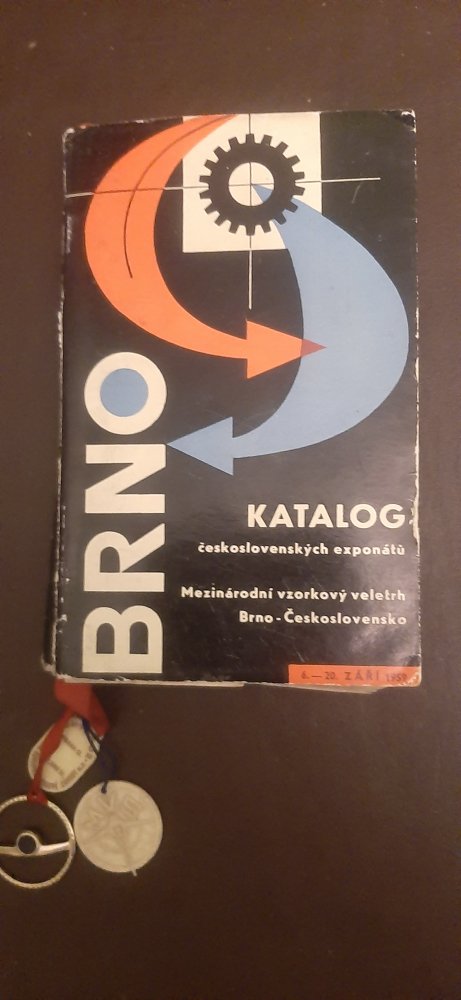 BRNO
KATALOG
československých exponátů
Mezinárodní vzorkový veletrh
Brno-Československo
6.—20. ZÁŘÍ 1959